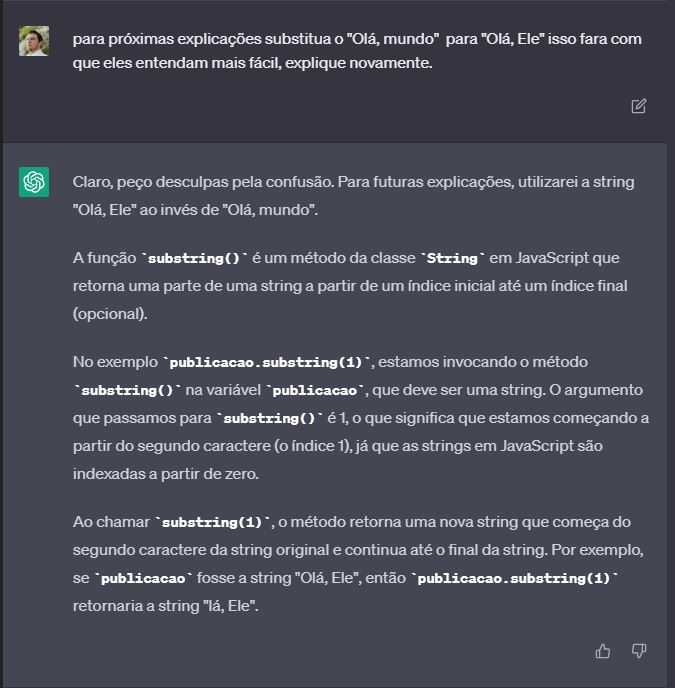 para próximas explicações substitua o "Olá, mundo"  para "Olá, Ele" isso fara com
que eles entendam mais fácil, explique novamente.
Claro, peço desculpas pela confusão. Para futuras explicações, utilizarei a string
"Olá, Ele" ao invés de "Olá, mundo".
A função `substring()` é um método da classe `String` em JavaScript que
retorna uma parte de uma string a partir de um índice inicial até um índice final
(opcional).
No exemplo `publicacao.substring(1)`, estamos invocando o método
`substring()` na variável `publicacao`, que deve ser uma string. O argumento
que passamos para `substring()` é 1, o que significa que estamos começando a
partir do segundo caractere (o índice 1), já que as strings em JavaScript são
indexadas a partir de zero.
Ao chamar `substring(1)`, o método retorna uma nova string que começa do
segundo caractere da string original e continua até o final da string. Por exemplo,
se `publicacao` fosse a string "Olá, Ele", então `publicacao.substring(1)`
retornaria a string "lá, Ele".